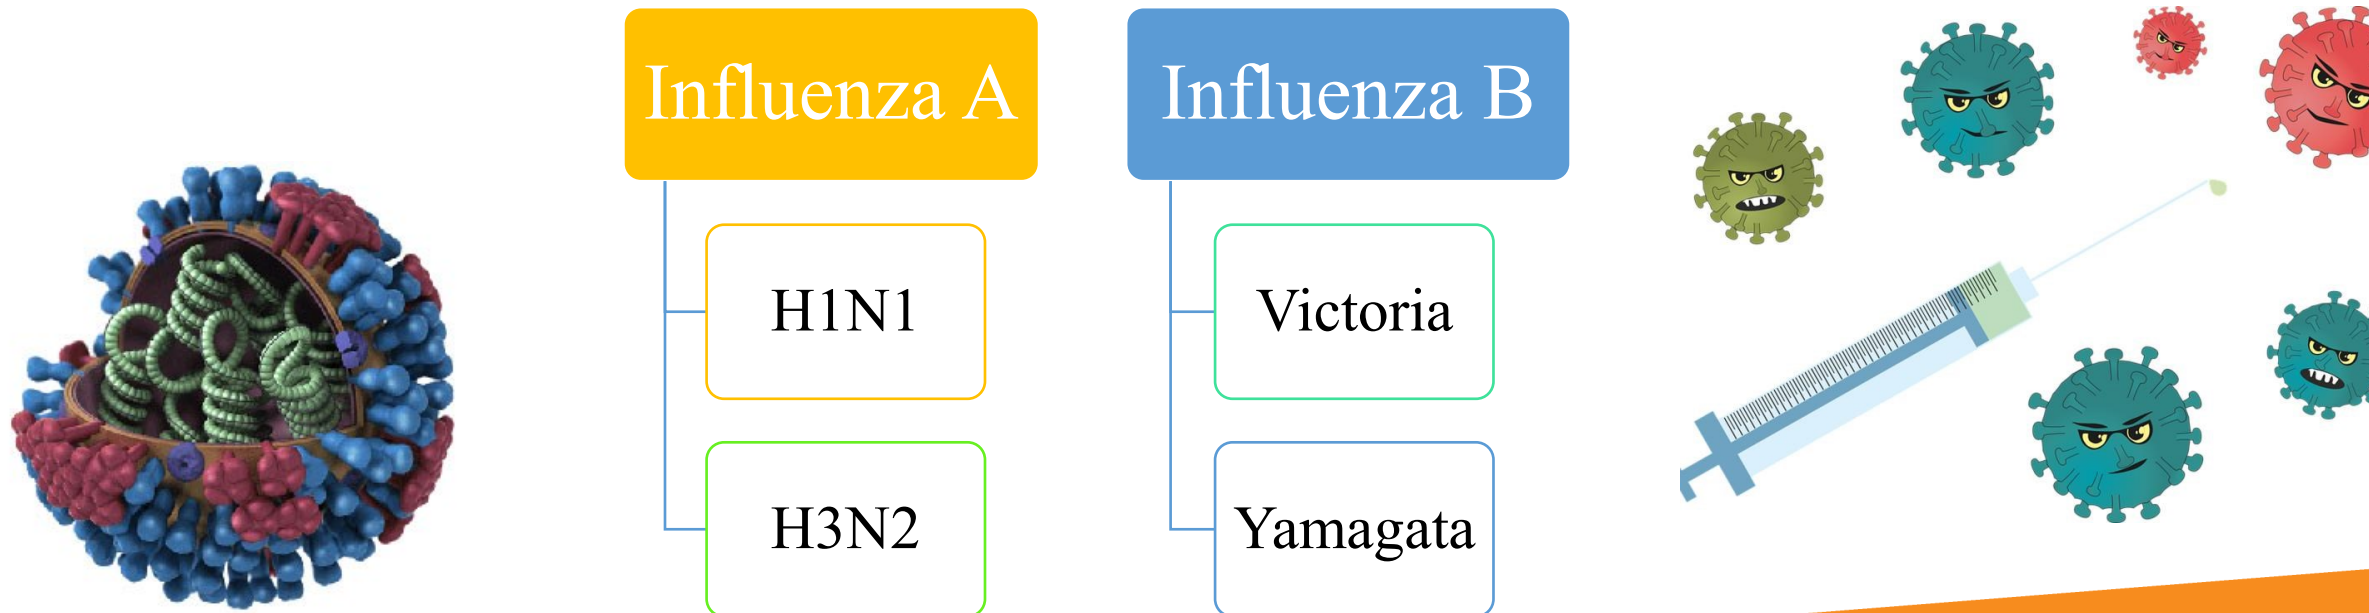 Influenza A
H1N1
H3N2
Influenza B
Victoria
Yamagata